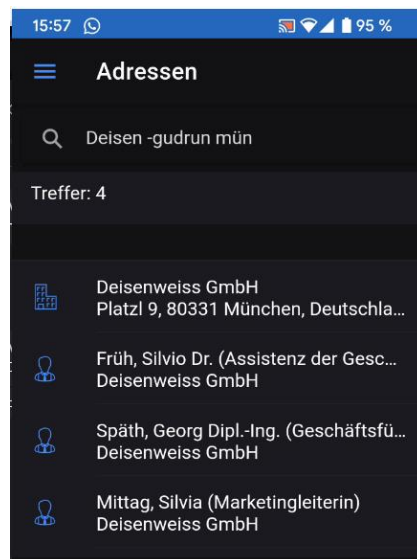 15:57 95 %
Adressen
Deisen -gudrun mün
Treffer: 4
Deisenweiss GmbH
Platzl 9, 80331 München, Deutschla...
Früh, Silvio Dr. (Assistenz der Gesc...
Deisenweiss GmbH
Späth, Georg Dipl.-Ing. (Geschäftsfü...
Deisenweiss GmbH
Mittag, Silvia (Marketingleiterin)
Deisenweiss GmbH